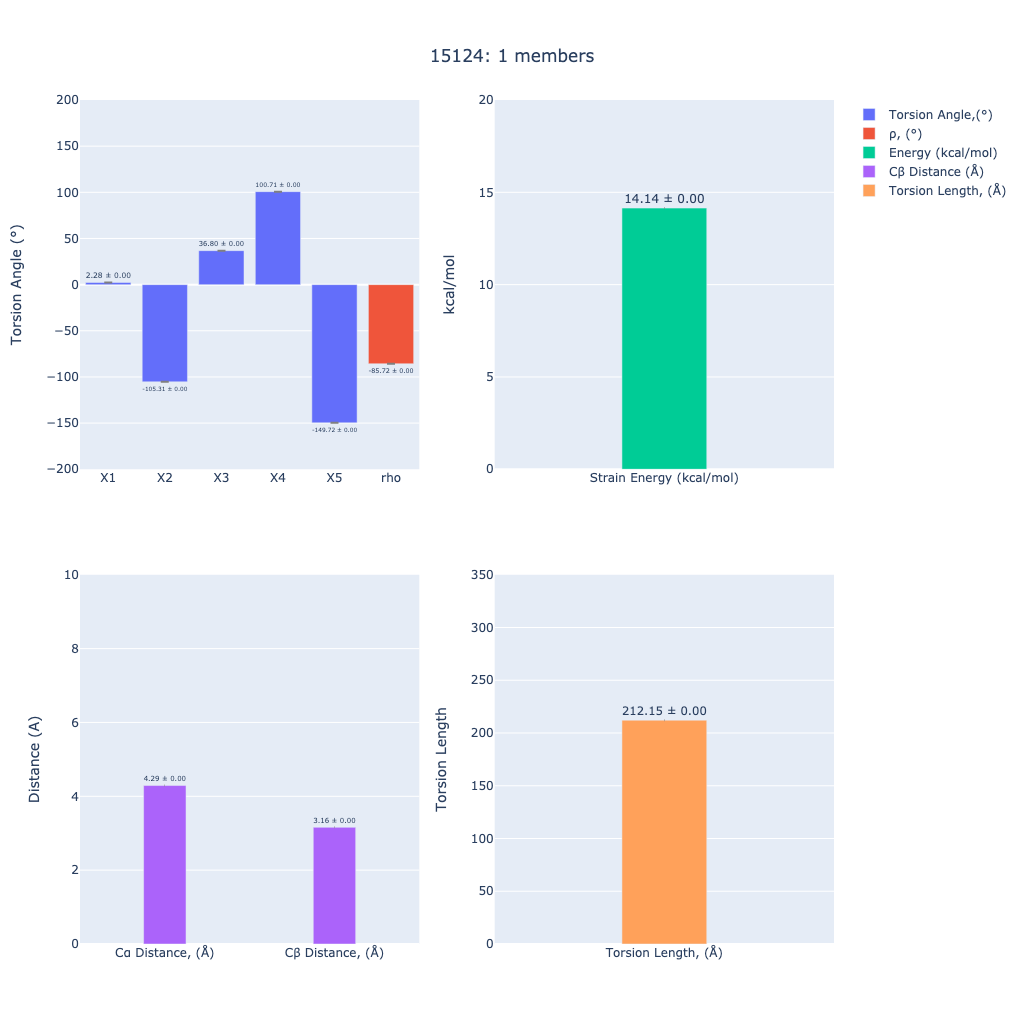 15124: 1 members
Torsion Angle (°)
200
150
100
50
0
−50
−100
−150
−200
2.28 ± 0.00
-105.31 ± 0.00
36.80 ± 0.00
100.71 ± 0.00
-149.72 ± 0.00
-85.72 ± 0.00
X1 X2 X3 X4 X5 rho
kcal/mol
20
15
10
5
0
14.14 ± 0.00
Strain Energy (kcal/mol)
Torsion Angle,(°)
ρ, (°)
Energy (kcal/mol)
Cβ Distance (Å)
Torsion Length, (Å)
Distance (A)
10
8
6
4
2
0
4.29 ± 0.00
3.16 ± 0.00
Cα Distance, (Å) Cβ Distance, (Å)
Torsion Length
350
300
250
200
150
100
50
0
212.15 ± 0.00
Torsion Length, (Å)